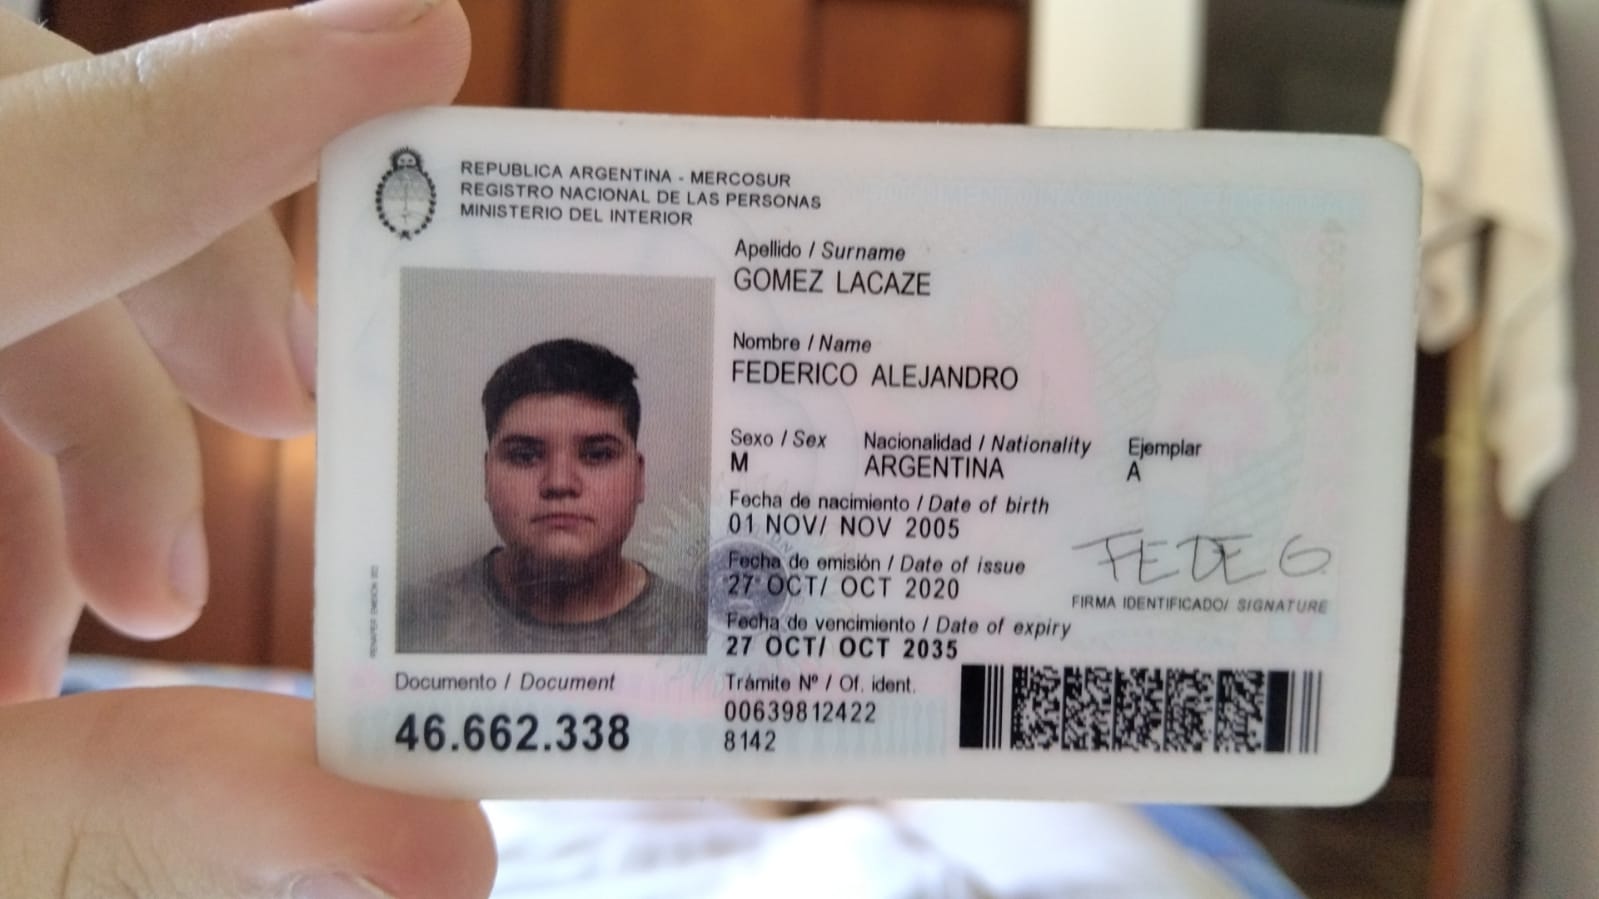 REPUBLICA ARGENTINA - MERCOSUR
REGISTRO NACIONAL DE LAS PERSONAS
MINISTERIO DEL INTERIOR
Apellido / Surname
GOMEZ LACAZE
Nombre / Name
FEDERICO ALEJANDRO
Sexo / Sex Nacionalidad / Nationality Ejemplar
M ARGENTINA A
Fecha de nacimiento / Date of birth
01 NOV/ NOV 2005
Fecha de emisión / Date of issue
27 OCT/ OCT 2020
FEDE G
FIRMA IDENTIFICADO/ SIGNATURE
Fecha de vencimiento / Date of expiry
27 OCT/ OCT 2035
Documento / Document
46.662.338
Trámite Nº / Of. ident.
00639812422
8142